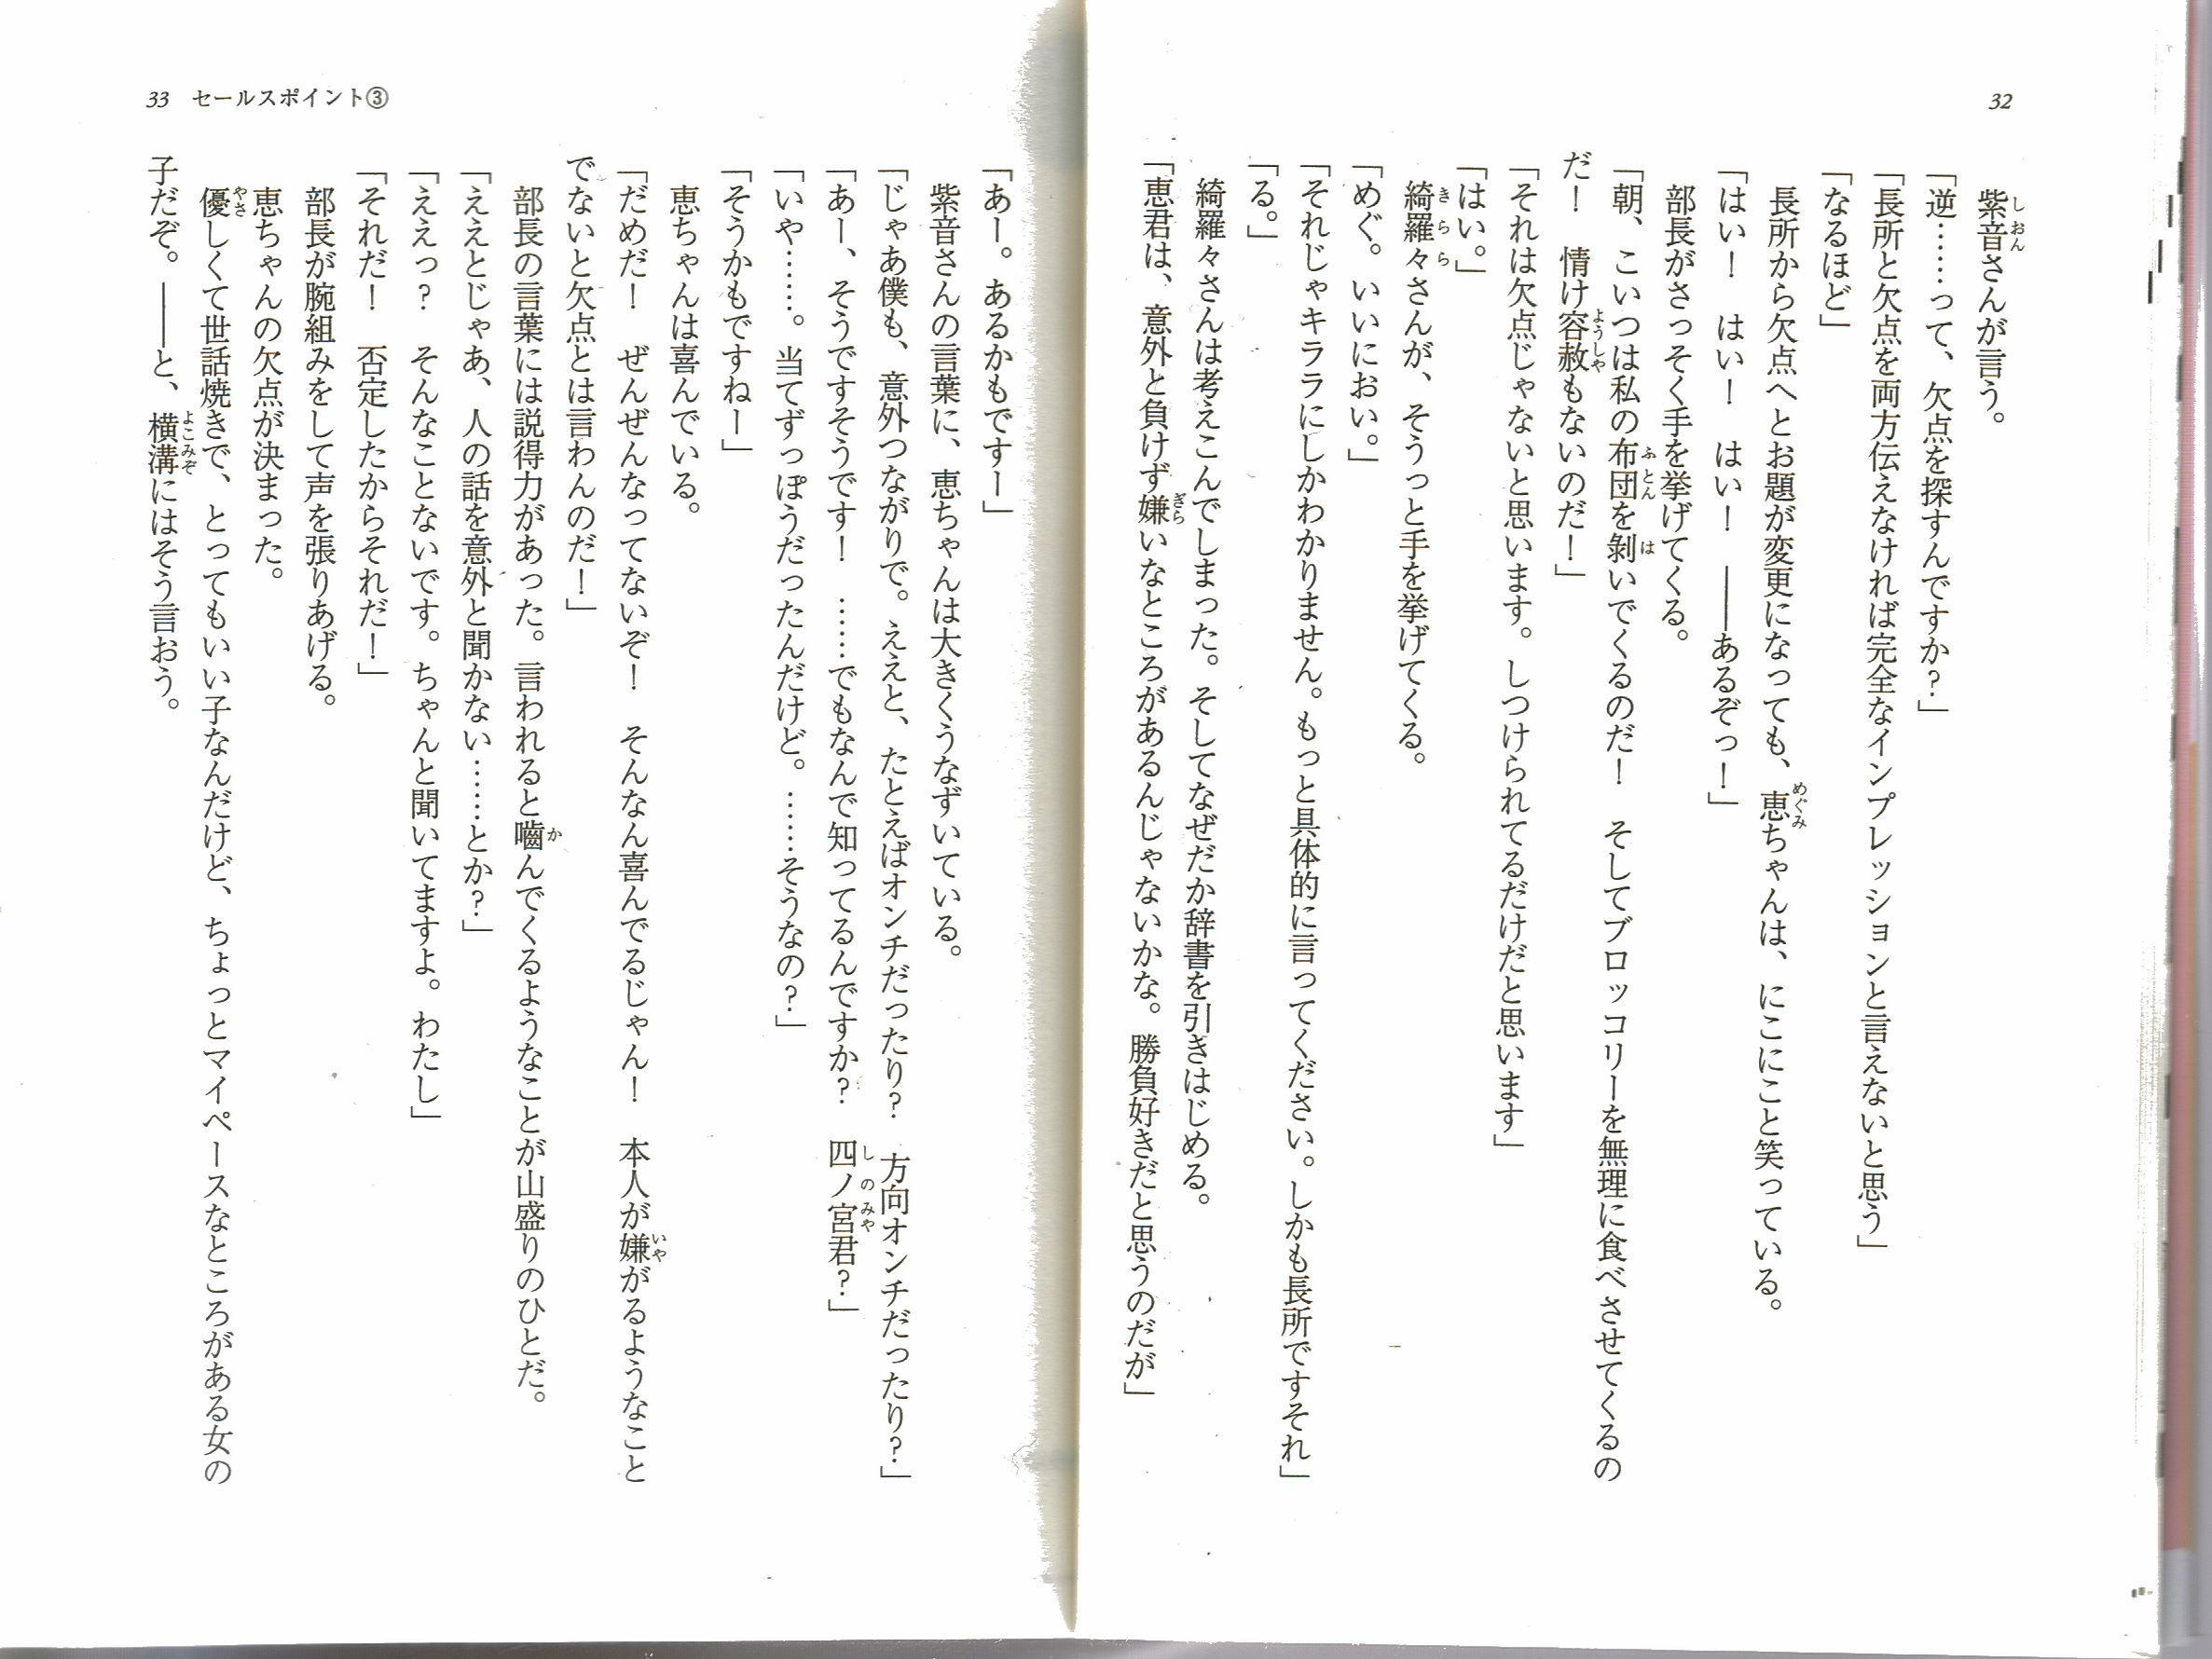 32
紫音さんが言う。
「逆……って、欠点を探すんですか？」
「長所と欠点を両方伝えなければ完全なインプレッションと言えないと思う」
「なるほど」
長所から欠点へとお題が変更になっても、恵ちゃんは、にこにこと笑っている。
「はい！　はい！　はい！　――あるぞっ！」
部長がさっそく手を挙げてくる。
「朝、こいつは私の布団を剝いでくるのだ！　そしてブロッコリーを無理に食べさせてくるの
だ！　情け容赦もないのだ！」
「それは欠点じゃないと思います。しつけられてるだけだと思います」
「はい。」
綺羅々さんが、そうっと手を挙げてくる。
「めぐ。いいにおい。」
「それじゃキララにしかわかりません。もっと具体的に言ってください。しかも長所ですそれ」
「る。」
綺羅々さんは考えこんでしまった。そしてなぜだか辞書を引きはじめる。
「恵君は、意外と負けず嫌いなところがあるんじゃないかな。勝負好きだと思うのだが」
33　セールスポイント③
「あー。あるかもですー」
紫音さんの言葉に、恵ちゃんは大きくうなずいている。
「じゃあ僕も、意外つながりで。ええと、たとえばオンチだったり？　方向オンチだったり？」
「あー、そうですそうです！　……でもなんで知ってるんですか？　四ノ宮君？」
「いや……。当てずっぽうだったんだけど。……そうなの？」
「そうかもですねー」
恵ちゃんは喜んでいる。
「だめだ！　ぜんぜんなってないぞ！　そんなん喜んでるじゃん！　本人が嫌がるようなこと
でないと欠点とは言わんのだ！」
部長の言葉には説得力があった。言われると嚙んでくるようなことが山盛りのひとだ。
「ええとじゃあ、人の話を意外と聞かない……とか？」
「ええっ？　そんなことないです。ちゃんと聞いてますよ。わたし」
「それだ！　否定したからそれだ！」
部長が腕組みをして声を張りあげる。
恵ちゃんの欠点が決まった。
優しくて世話焼きで、とってもいい子なんだけど、ちょっとマイペースなところがある女の
子だぞ。――と、横溝にはそう言おう。